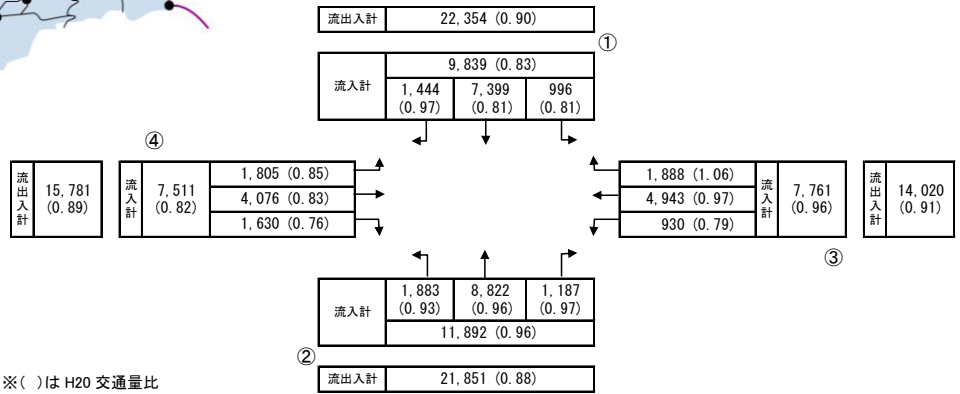 流出入計 22,354 (0.90)
①
流入計 9,839 (0.83)
1,444 7,399 996
(0.97) (0.81) (0.81)
④
流出入計 15,781 (0.89)
流入計 7,511 (0.82)
1,805 (0.85)
4,076 (0.83)
1,630 (0.76)
1,888 (1.06)
4,943 (0.97)
930 (0.79)
流入計 7,761 (0.96)
流出入計 14,020 (0.91)
③
流入計
1,883 8,822 1,187
(0.93) (0.96) (0.97)
11,892 (0.96)
②
流出入計 21,851 (0.88)
※( )は H20 交通量比